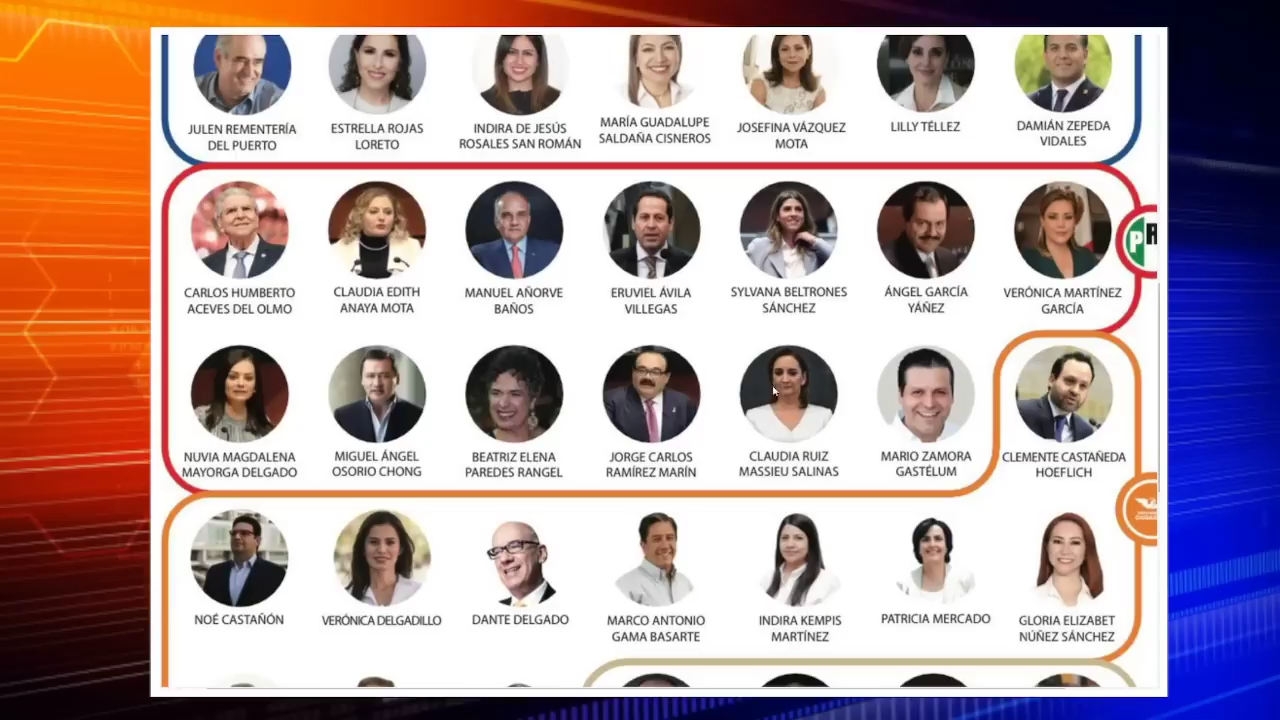 JULEN REMENTERÍA
DEL PUERTO
ESTRELLA ROJAS
LORETO
INDIRA DE JESÚS
ROSALES SAN ROMÁN
MARÍA GUADALUPE
SALDAÑA CISNEROS
JOSEFINA VÁZQUEZ
MOTA
LILLY TÉLLEZ
DAMIÁN ZEPEDA
VIDALES
CARLOS HUMBERTO
ACEVES DEL OLMO
CLAUDIA EDITH
ANAYA MOTA
MANUEL AÑORVE
BAÑOS
ERUVIEL ÁVILA
VILLEGAS
SYLVANA BELTRONES
SÁNCHEZ
ÁNGEL GARCÍA
YÁÑEZ
VERÓNICA MARTÍNEZ
GARCÍA
PR
NUVIA MAGDALENA
MAYORGA DELGADO
MIGUEL ÁNGEL
OSORIO CHONG
BEATRIZ ELENA
PAREDES RANGEL
JORGE CARLOS
RAMÍREZ MARÍN
CLAUDIA RUIZ
MASSIEU SALINAS
MARIO ZAMORA
GASTÉLUM
CLEMENTE CASTAÑEDA
HOEFLICH
NOÉ CASTAÑÓN
VERÓNICA DELGADILLO
DANTE DELGADO
MARCO ANTONIO
GAMA BASARTE
INDIRA KEMPIS
MARTÍNEZ
PATRICIA MERCADO
GLORIA ELIZABET
NÚÑEZ SÁNCHEZ